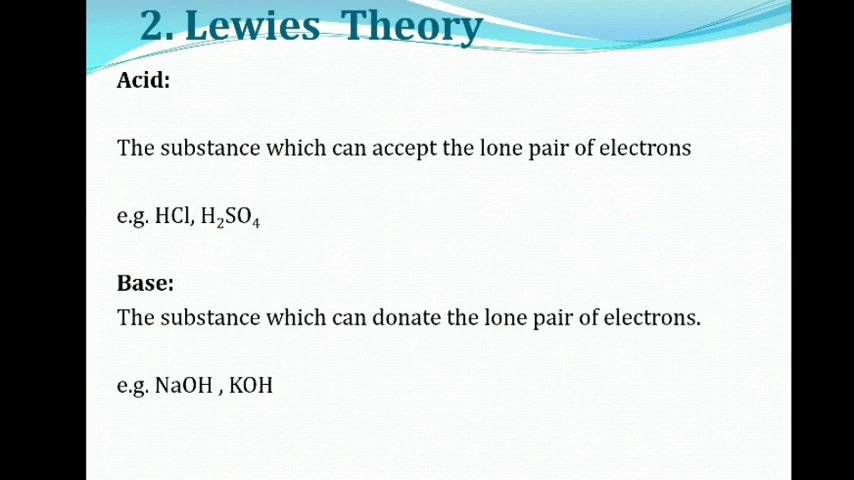 2. Lewies Theory
Acid:
The substance which can accept the lone pair of electrons
e.g. HCl, H₂SO₄
Base:
The substance which can donate the lone pair of electrons.
e.g. NaOH , KOH